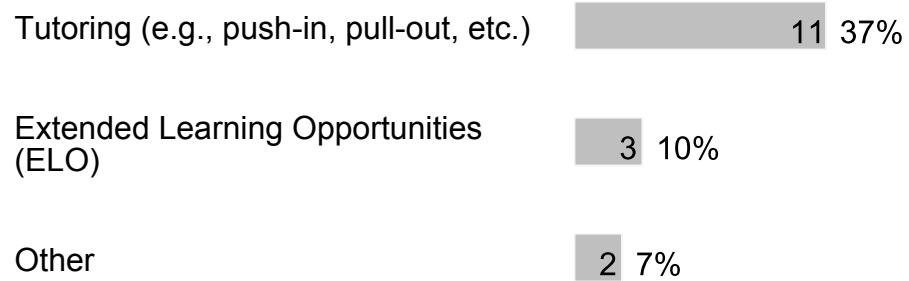 Tutoring (e.g., push-in, pull-out, etc.) 11 37%
Extended Learning Opportunities
(ELO) 3 10%
Other 2 7%